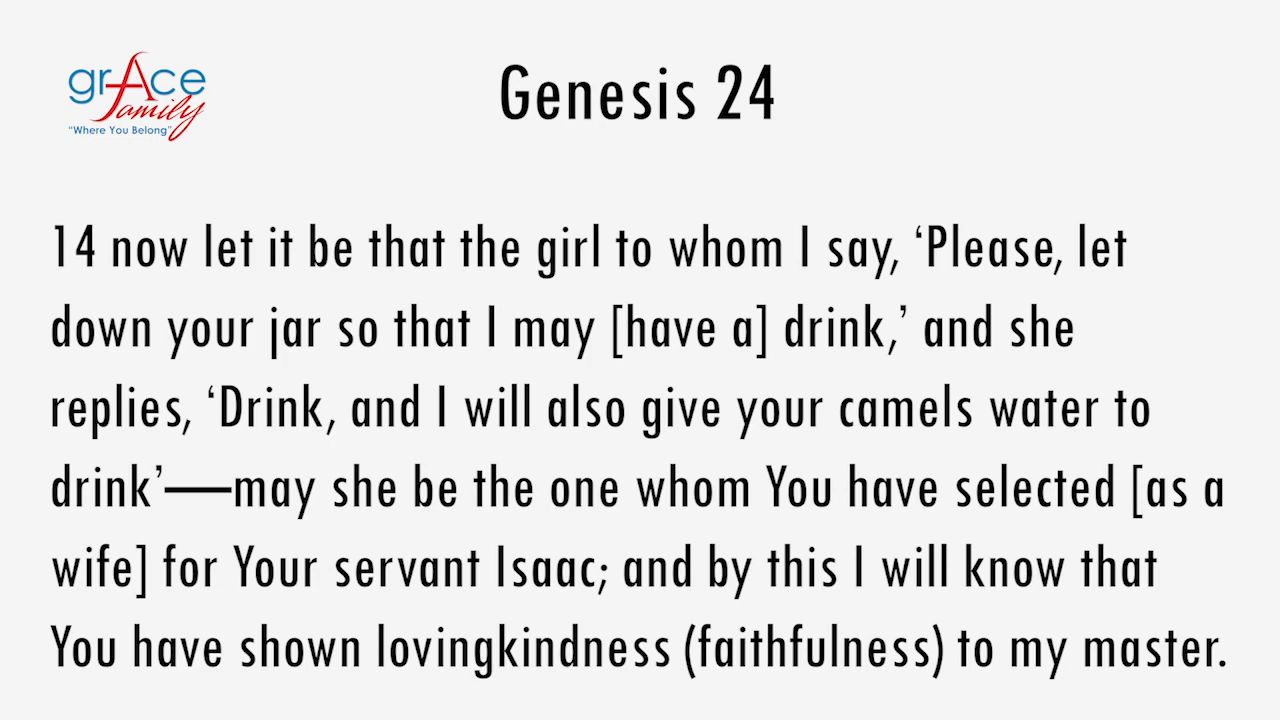 grAce
family
"Where You Belong"
Genesis 24
14 now let it be that the girl to whom I say, ‘Please, let
down your jar so that I may [have a] drink,’ and she
replies, ‘Drink, and I will also give your camels water to
drink’—may she be the one whom You have selected [as a
wife] for Your servant Isaac; and by this I will know that
You have shown lovingkindness (faithfulness) to my master.